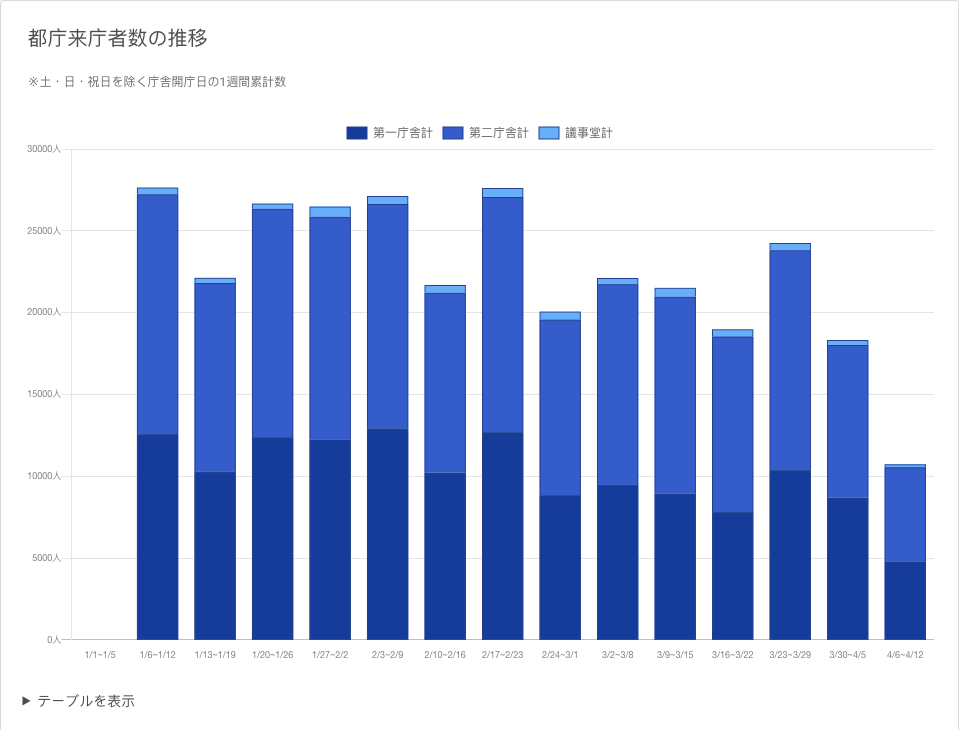 都庁来庁者数の推移
※土・日・祝日を除く庁舎開庁日の1週間累計数
第一庁舎計 第二庁舎計 議事堂計
30000人
25000人
20000人
15000人
10000人
5000人
0人
1/1~1/5 1/6~1/12 1/13~1/19 1/20~1/26 1/27~2/2 2/3~2/9 2/10~2/16 2/17~2/23 2/24~3/1 3/2~3/8 3/9~3/15 3/16~3/22 3/23~3/29 3/30~4/5 4/6~4/12
▶ テーブルを表示